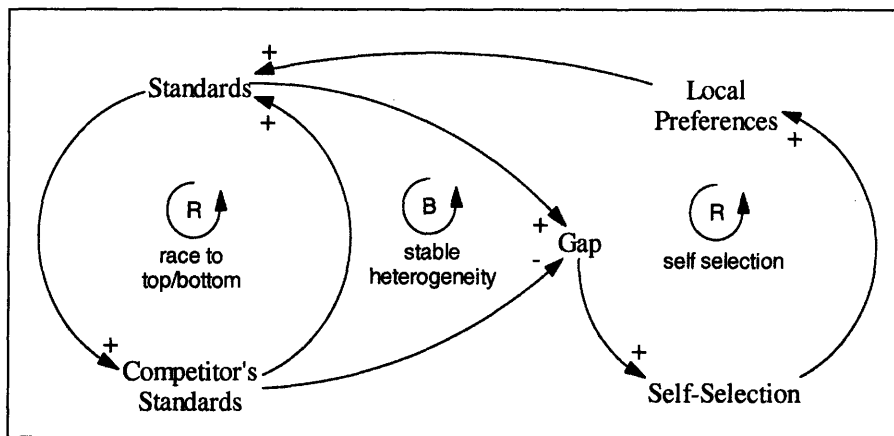 +
Standards
+
Local
Preferences
+
R
race to
top/bottom
B
stable
heterogeneity
+
Gap
-
R
self selection
+
Competitor's
Standards
+
Self-Selection